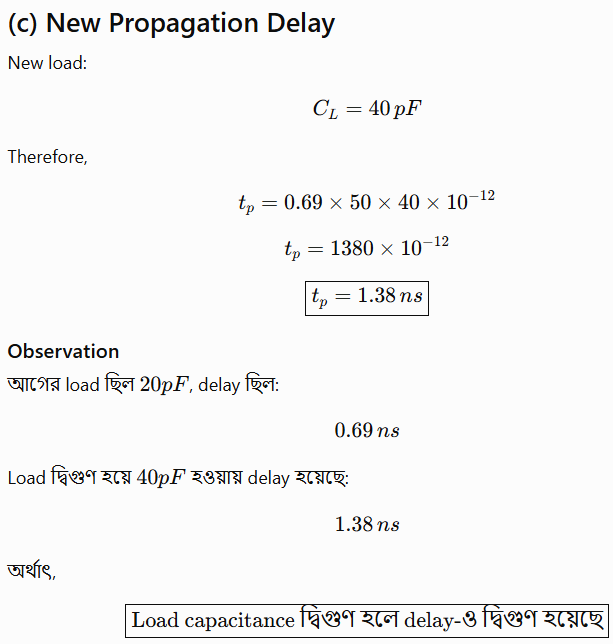 (c) New Propagation Delay
New load:
C_L = 40 pF
Therefore,
t_p = 0.69 × 50 × 40 × 10^{-12}
t_p = 1380 × 10^{-12}
t_p = 1.38 ns
Observation
আগের load ছিল 20pF, delay ছিল:
0.69 ns
Load দ্বিগুণ হয়ে 40pF হওয়ায় delay হয়েছে:
1.38 ns
অর্থাৎ,
Load capacitance দ্বিগুণ হলে delay-ও দ্বিগুণ হয়েছে